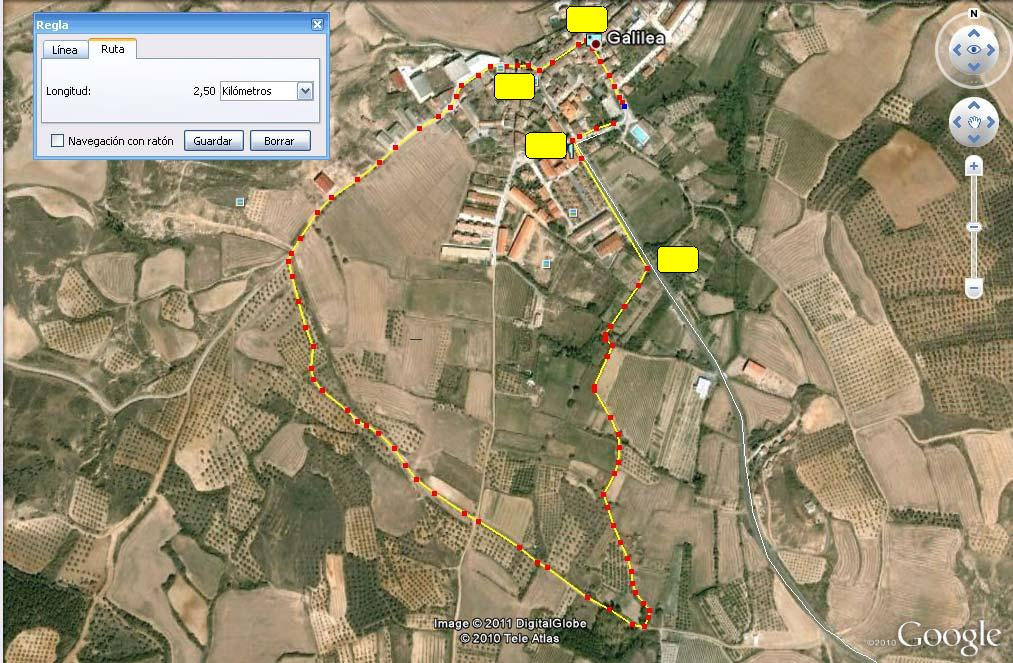 Regla
Línea Ruta
Longitud: 2,50 Kilómetros
Navegación con ratón Guardar Borrar
Galilea
N
Image © 2011 DigitalGlobe
© 2010 Tele Atlas
©2010 Google